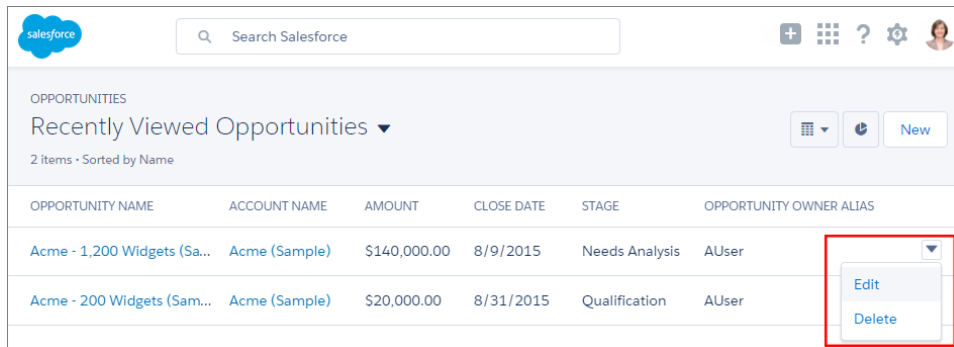 salesforce
Search Salesforce
OPPORTUNITIES
Recently Viewed Opportunities
2 items • Sorted by Name
New
OPPORTUNITY NAME ACCOUNT NAME AMOUNT CLOSE DATE STAGE OPPORTUNITY OWNER ALIAS
Acme - 1,200 Widgets (Sa... Acme (Sample) $140,000.00 8/9/2015 Needs Analysis AUser
Edit
Acme - 200 Widgets (Sam... Acme (Sample) $20,000.00 8/31/2015 Qualification AUser
Delete